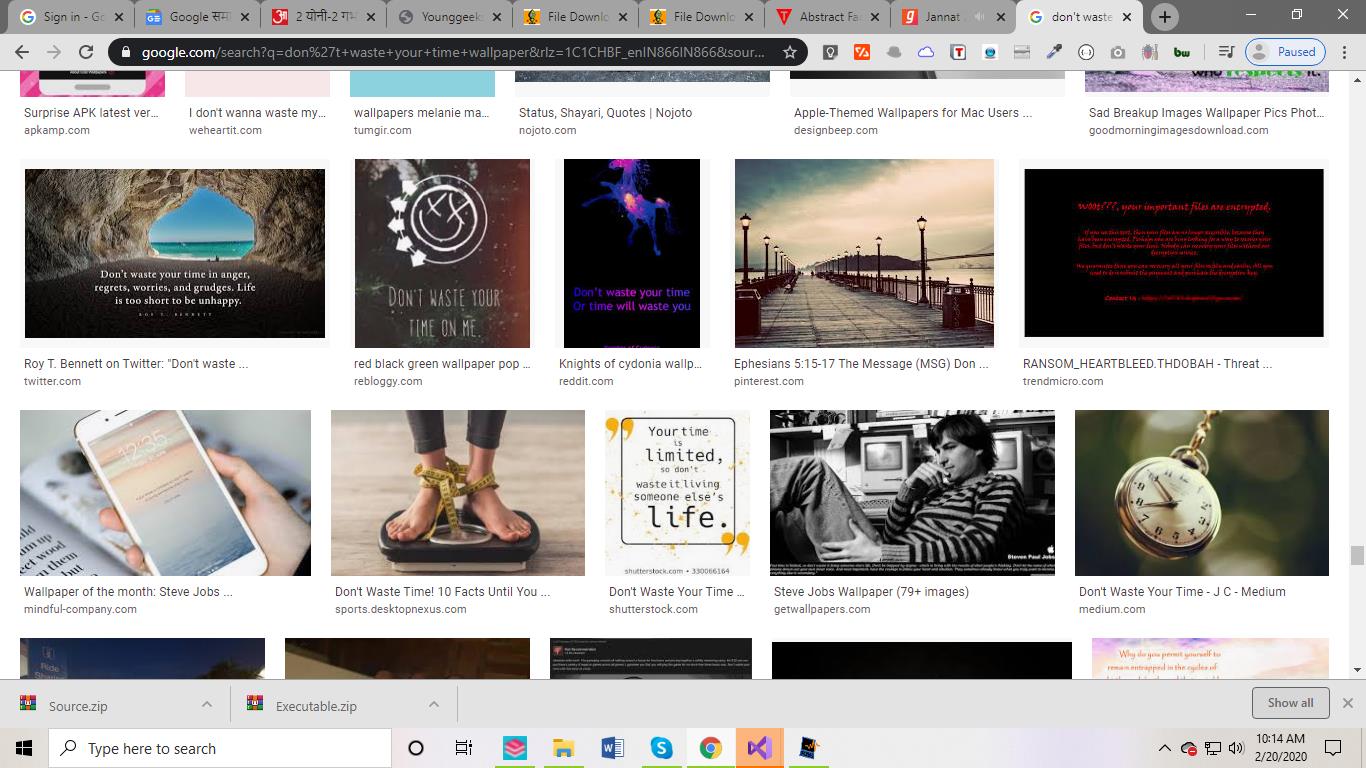 Sign in - G
Google समा
2 योनी-2 गर्भ
Younggeek
File Downlo
File Downlo
Abstract Fac
Jannat
don't waste
google.com/search?q=don%27t+waste+your+time+wallpaper&rlz=1C1CHBF_enIN866IN866&sour...
Paused
who respects it.
Surprise APK latest ver...
I don't wanna waste my...
wallpapers melanie ma...
Status, Shayari, Quotes | Nojoto
Apple-Themed Wallpapers for Mac Users ...
Sad Breakup Images Wallpaper Pics Phot...
apkamp.com
weheartit.com
tumgir.com
nojoto.com
designbeep.com
goodmorningimagesdownload.com
Don't waste your time in anger,
regrets, worries, and grudges. Life
is too short to be unhappy.
ROY T. BENNETT
DON'T WASTE YOUR
TIME ON ME.
Don't waste your time
Or time will waste you
Knights of Cydonia
W00t???, your important files are encrypted.
Contact Us :
Roy T. Bennett on Twitter: "Don't waste ...
red black green wallpaper pop ...
Knights of cydonia wallp...
Ephesians 5:15-17 The Message (MSG) Don ...
RANSOM_HEARTBLEED.THDOBAH - Threat ...
twitter.com
rebloggy.com
reddit.com
pinterest.com
trendmicro.com
12:35
Your time
is
limited,
so don't
waste it living
someone else's
life.
shutterstock.com • 330066164
Steven Paul Jobs
Wallpaper of the month: Steve Jobs ...
Don't Waste Time! 10 Facts Until You ...
Don't Waste Your Time ...
Steve Jobs Wallpaper (79+ images)
Don't Waste Your Time - J C - Medium
mindful-company.com
sports.desktopnexus.com
shutterstock.com
getwallpapers.com
medium.com
Ride
Why do you permit yourself to
remain entrapped in the cycles of
Source.zip
Executable.zip
Show all
Type here to search
10:14 AM
2/20/2020